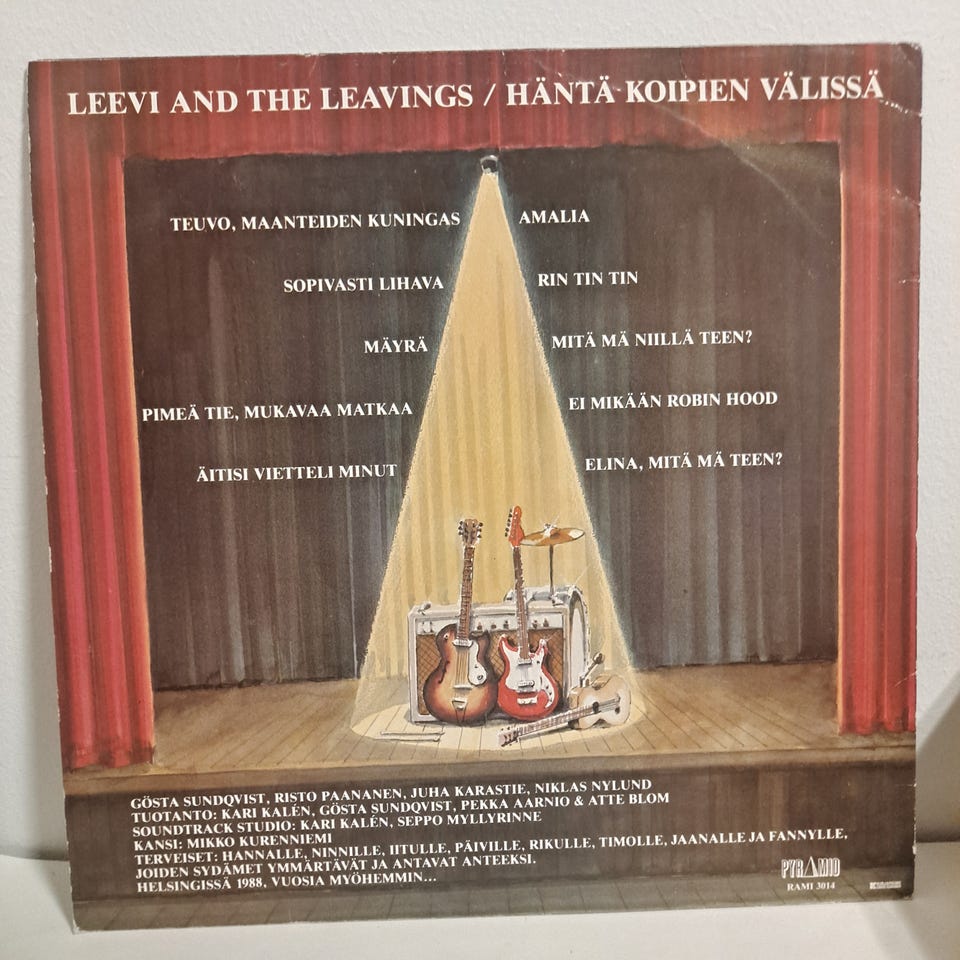 LEEVI AND THE LEAVINGS / HÄNTÄ KOIPIEN VÄLISSÄ
TEUVO, MAANTEIDEN KUNINGAS
SOPIVASTI LIHAVA
MÄYRÄ
PIMEÄ TIE, MUKAVAA MATKAA
ÄITISI VIETTELI MINUT
AMALIA
RIN TIN TIN
MITÄ MÄ NIILLÄ TEEN?
EI MIKÄÄN ROBIN HOOD
ELINA, MITÄ MÄ TEEN?
GÖSTA SUNDQVIST, RISTO PAANANEN, JUHA KARASTIE, NIKLAS NYLUND
TUOTANTO: KARI KALÉN, GÖSTA SUNDQVIST, PEKKA AARNIO & ATTE BLOM
SOUNDTRACK STUDIO: KARI KALÉN, SEPPO MYLLYRINNE
KANSI: MIKKO KURENNIEMI
TERVEISET: HANNALLE, NINNILLE, IITULLE, PÄIVILLE, RIKULLE, TIMOLLE, JAANALLE JA FANNYLLE,
JOIDEN SYDÄMET YMMÄRTÄVÄT JA ANTAVAT ANTEEKSI.
HELSINGISSÄ 1988, VUOSIA MYÖHEMMIN...
PYRAMID
RAMI 3014